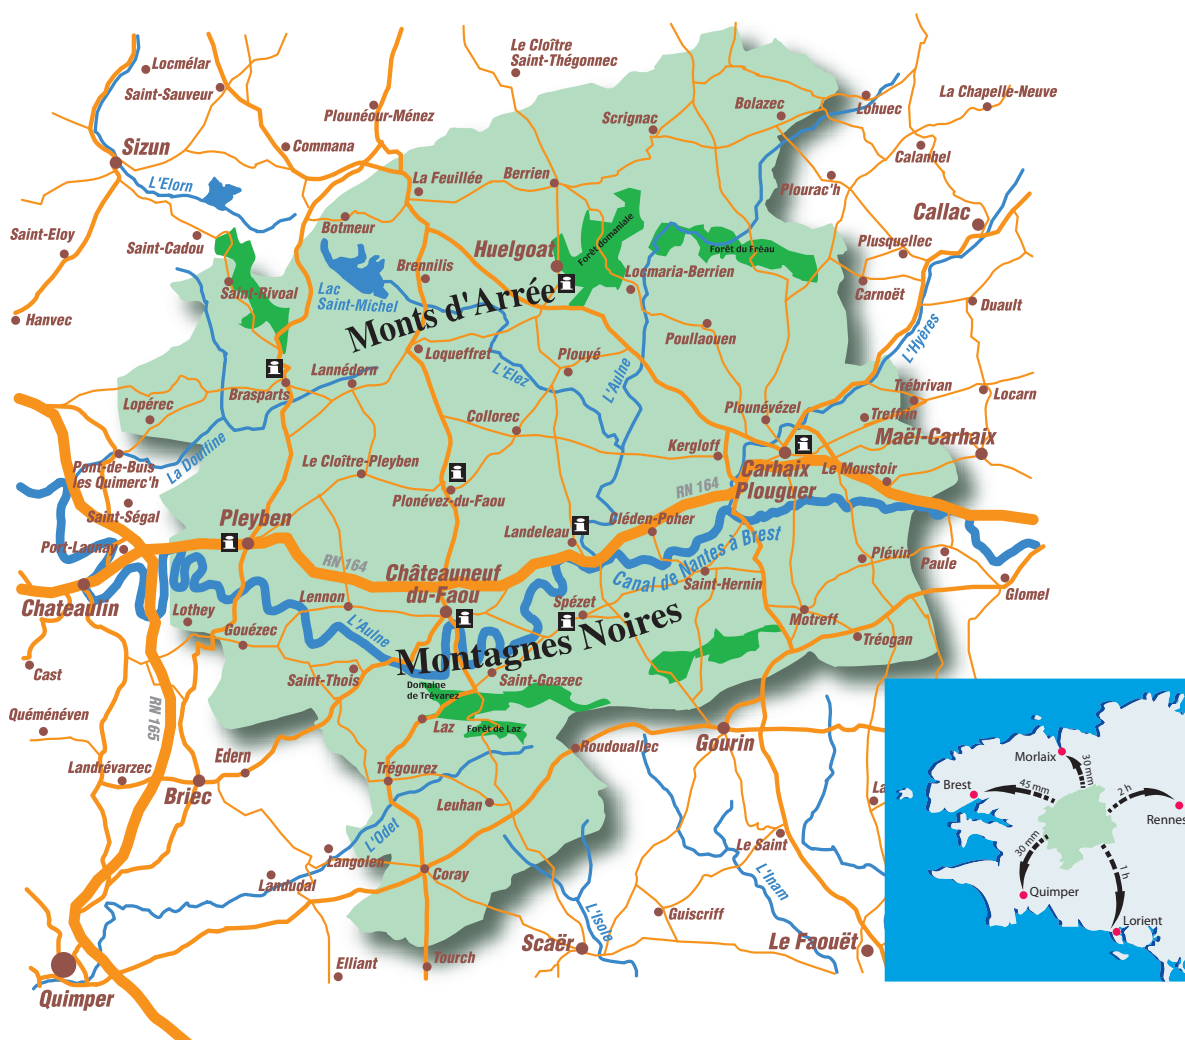 Le Cloître
Saint-Thégonnec
Locmélar
Saint-Sauveur
La Chapelle-Neuve
Plounéour-Ménez
Bolazec
Lohuec
Scrignac
Sizun
Commana
Calanhel
L'Elorn
La Feuillée
Berrien
Plourac'h
Callac
Botmeur
Saint-Eloy
Saint-Cadou
Huelgoat
Forêt domaniale
Forêt du Frêau
Plusquellec
Brennilis
Locmaria-Berrien
Saint-Rivoal
Lac
Saint-Michel
Carnoët
Duault
Hanvec
Monts d'Arrée
Poullaouen
L'Hyères
Loqueffret
Plouyé
Lannédern
L'Elez
L'Aulne
Brasparts
Trébrivan
Locarn
Lopérec
Collorec
Plounévézel
Treffrin
Maël-Carhaix
Kergloff
La Doufine
Le Cloître-Pleyben
Pont-de-Buis
les Quimerc'h
Carhaix
Plouguer
Le Moustoir
Plonévez-du-Faou
RN 164
Saint-Ségal
Pleyben
Landeleau
Cléden-Poher
Port-Launay
RN 164
Canal de Nantes à Brest
Plévin
Paule
Châteauneuf
du-Faou
Saint-Hernin
Chateaulin
Lennon
Spézet
Glomel
Lothey
Gouézec
L'Aulne
Motreff
Tréogan
Montagnes Noires
Cast
Saint-Thois
Saint-Goazec
Domaine
de Trévarez
RN 165
Quéménéven
Laz
Forêt de Laz
Roudouallec
Gourin
Edern
Landrévarzec
Trégourez
Briec
Leuhan
La
Morlaix
30 mm
Brest
45 mm
2 h
Rennes
L'Odet
Le Saint
30 mm
1 h
Langolen
Landudal
Coray
L'Inam
Quimper
Guiscriff
L'Isole
Lorient
Scaër
Le Faouët
Elliant
Tourch
Quimper